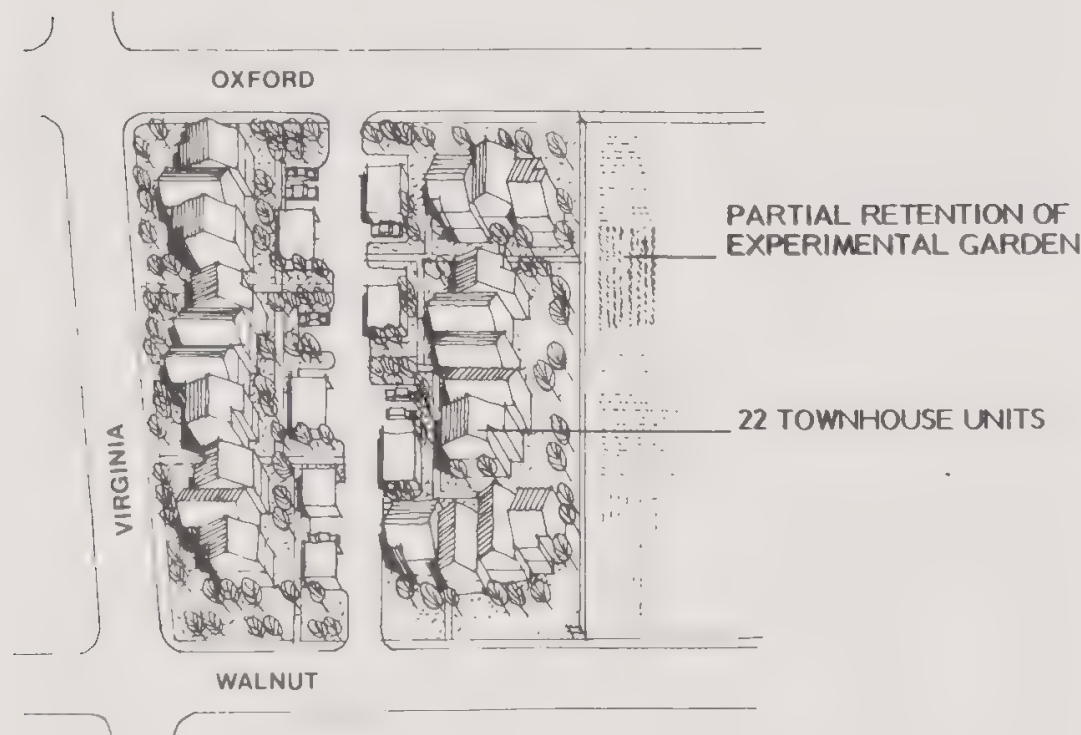 OXFORD
PARTIAL RETENTION OF
EXPERIMENTAL GARDEN
22 TOWNHOUSE UNITS
VIRGINIA
WALNUT